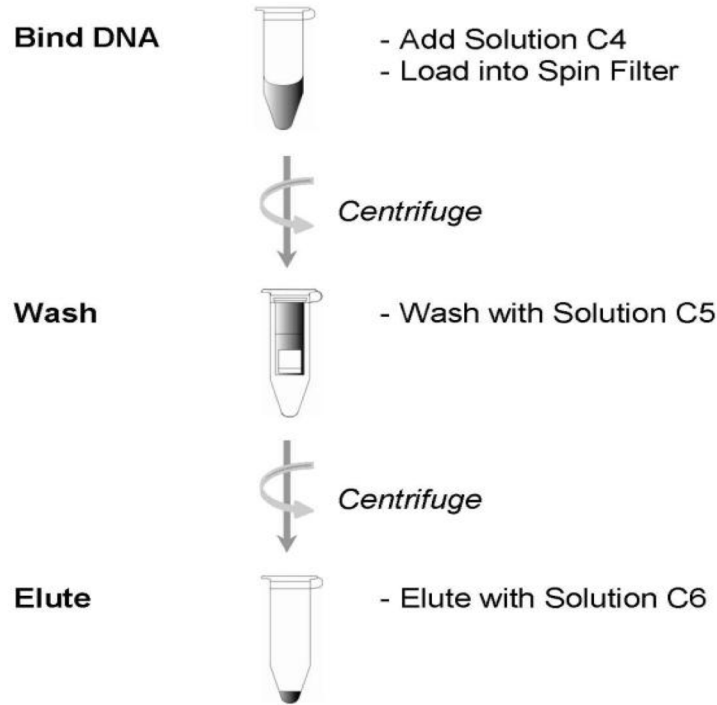 Bind DNA
- Add Solution C4
- Load into Spin Filter
Centrifuge
Wash
- Wash with Solution C5
Centrifuge
Elute
- Elute with Solution C6